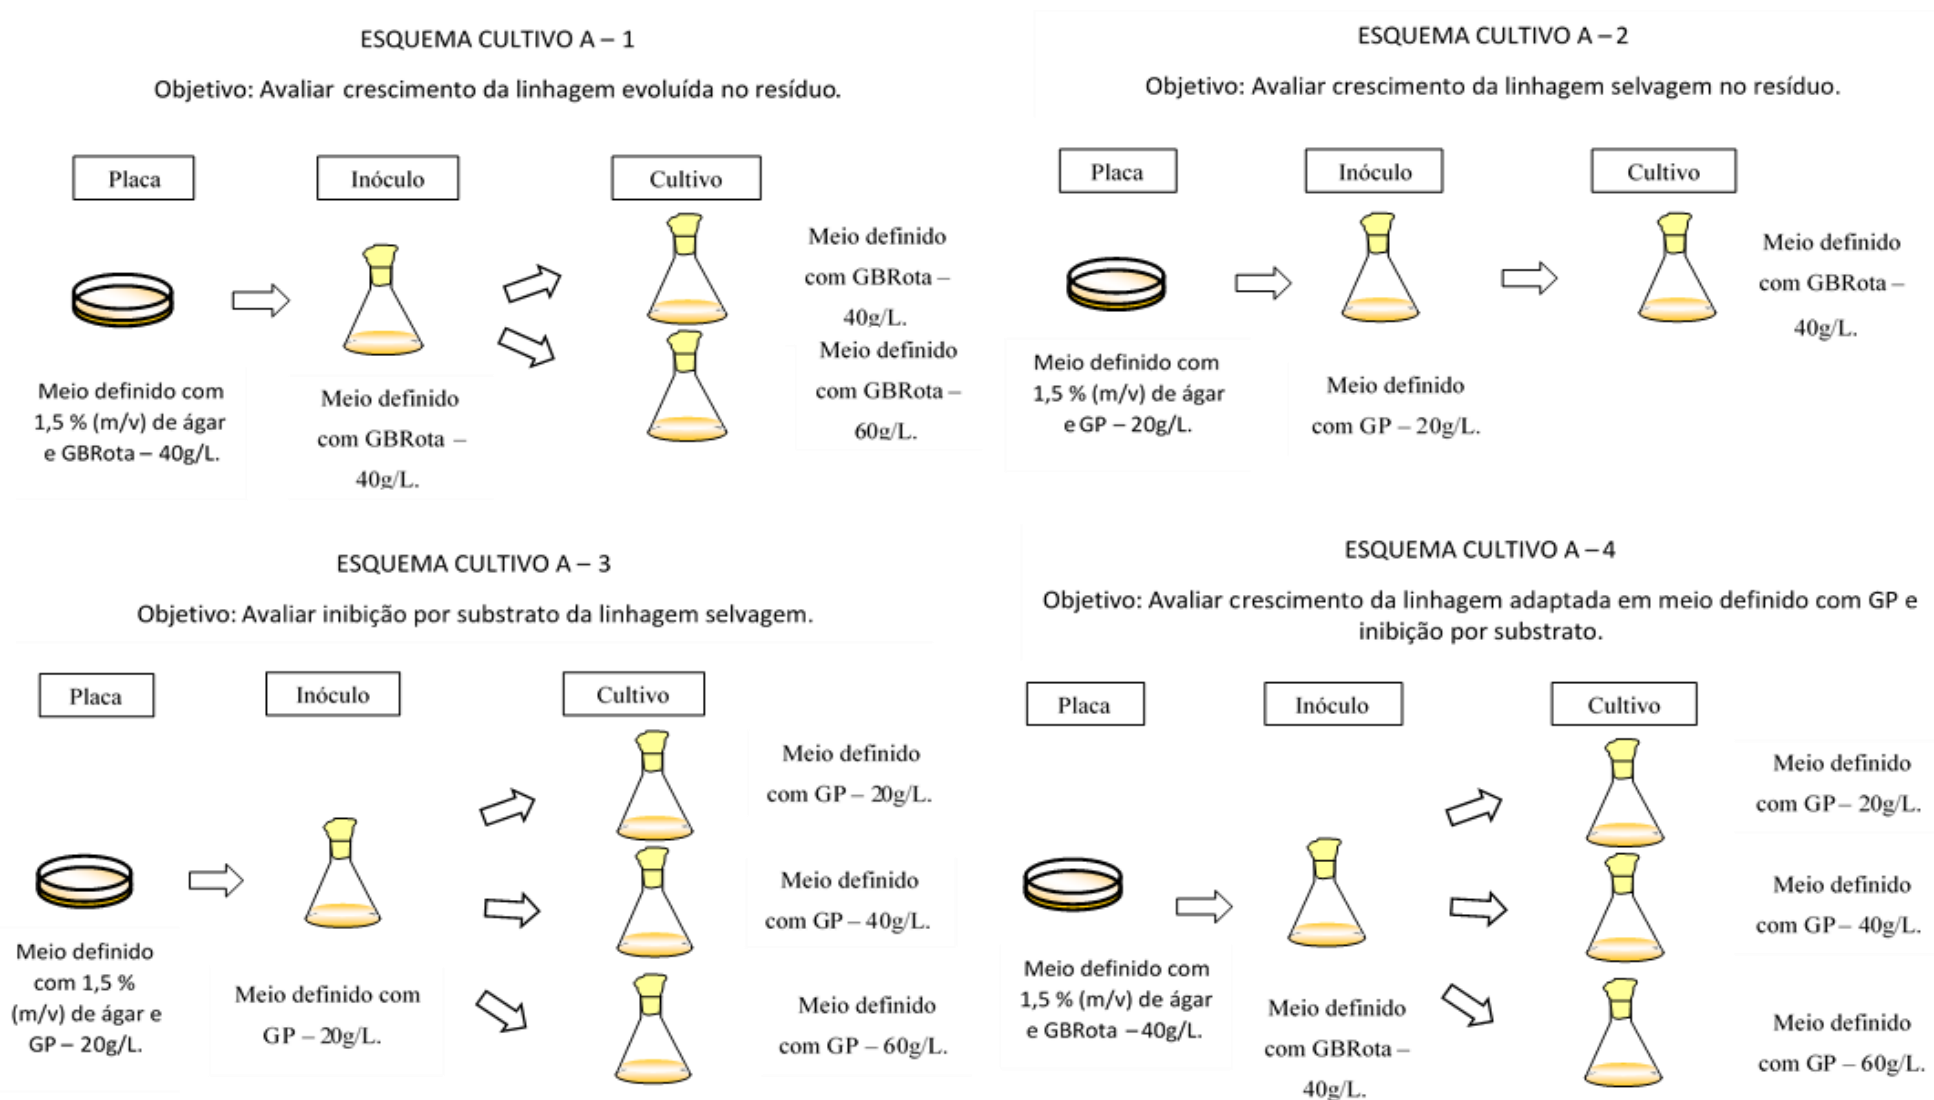 ESQUEMA CULTIVO A – 1
Objetivo: Avaliar crescimento da linhagem evoluída no resíduo.
Placa
Inóculo
Cultivo
Meio definido com
1,5 % (m/v) de ágar
e GBRota – 40g/L.
Meio definido
com GBRota –
40g/L.
Meio definido
com GBRota –
40g/L.
Meio definido
com GBRota –
60g/L.
ESQUEMA CULTIVO A – 2
Objetivo: Avaliar crescimento da linhagem selvagem no resíduo.
Placa
Inóculo
Cultivo
Meio definido com
1,5 % (m/v) de ágar
e GP – 20g/L.
Meio definido
com GP – 20g/L.
Meio definido
com GBRota –
40g/L.
ESQUEMA CULTIVO A – 3
Objetivo: Avaliar inibição por substrato da linhagem selvagem.
Placa
Inóculo
Cultivo
Meio definido
com 1,5 %
(m/v) de ágar e
GP – 20g/L.
Meio definido com
GP – 20g/L.
Meio definido
com GP – 20g/L.
Meio definido
com GP – 40g/L.
Meio definido
com GP – 60g/L.
ESQUEMA CULTIVO A – 4
Objetivo: Avaliar crescimento da linhagem adaptada em meio definido com GP e
inibição por substrato.
Placa
Inóculo
Cultivo
Meio definido com
1,5 % (m/v) de ágar
e GBRota – 40g/L.
Meio definido
com GBRota –
40g/L.
Meio definido
com GP – 20g/L.
Meio definido
com GP – 40g/L.
Meio definido
com GP – 60g/L.